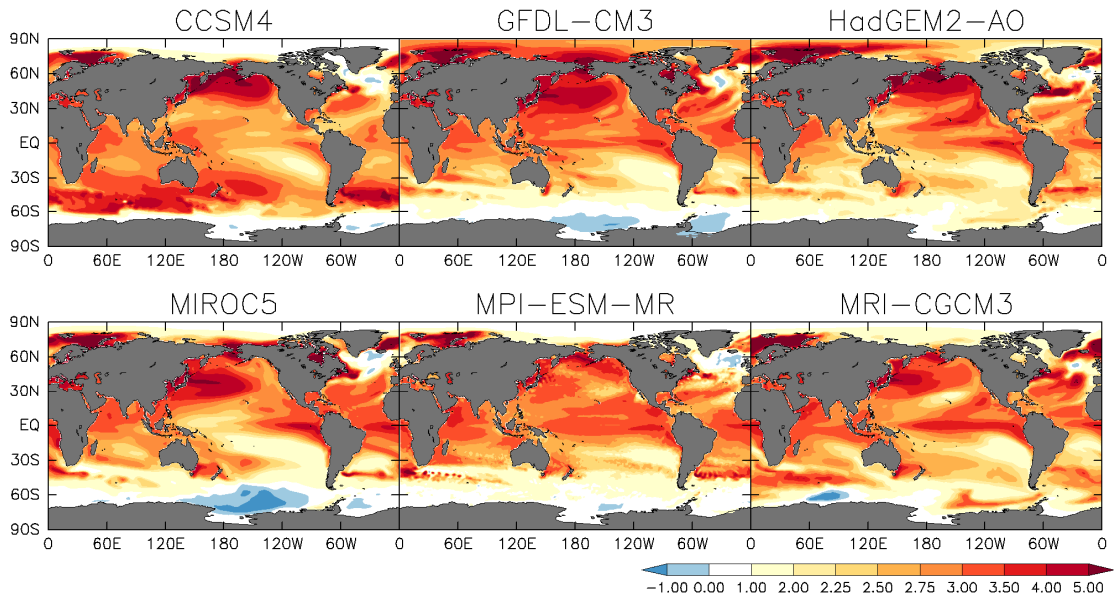 CCSM4 GFDL−CM3 HadGEM2−AO
90N
60N
30N
EQ
30S
60S
90S
0 60E 120E 180 120W 60W 0 60E 120E 180 120W 60W 0 60E 120E 180 120W 60W 0
MIROC5 MPI−ESM−MR MRI−CGCM3
90N
60N
30N
EQ
30S
60S
90S
0 60E 120E 180 120W 60W 0 60E 120E 180 120W 60W 0 60E 120E 180 120W 60W 0
−1.00 0.00 1.00 2.00 2.25 2.50 2.75 3.00 3.50 4.00 5.00